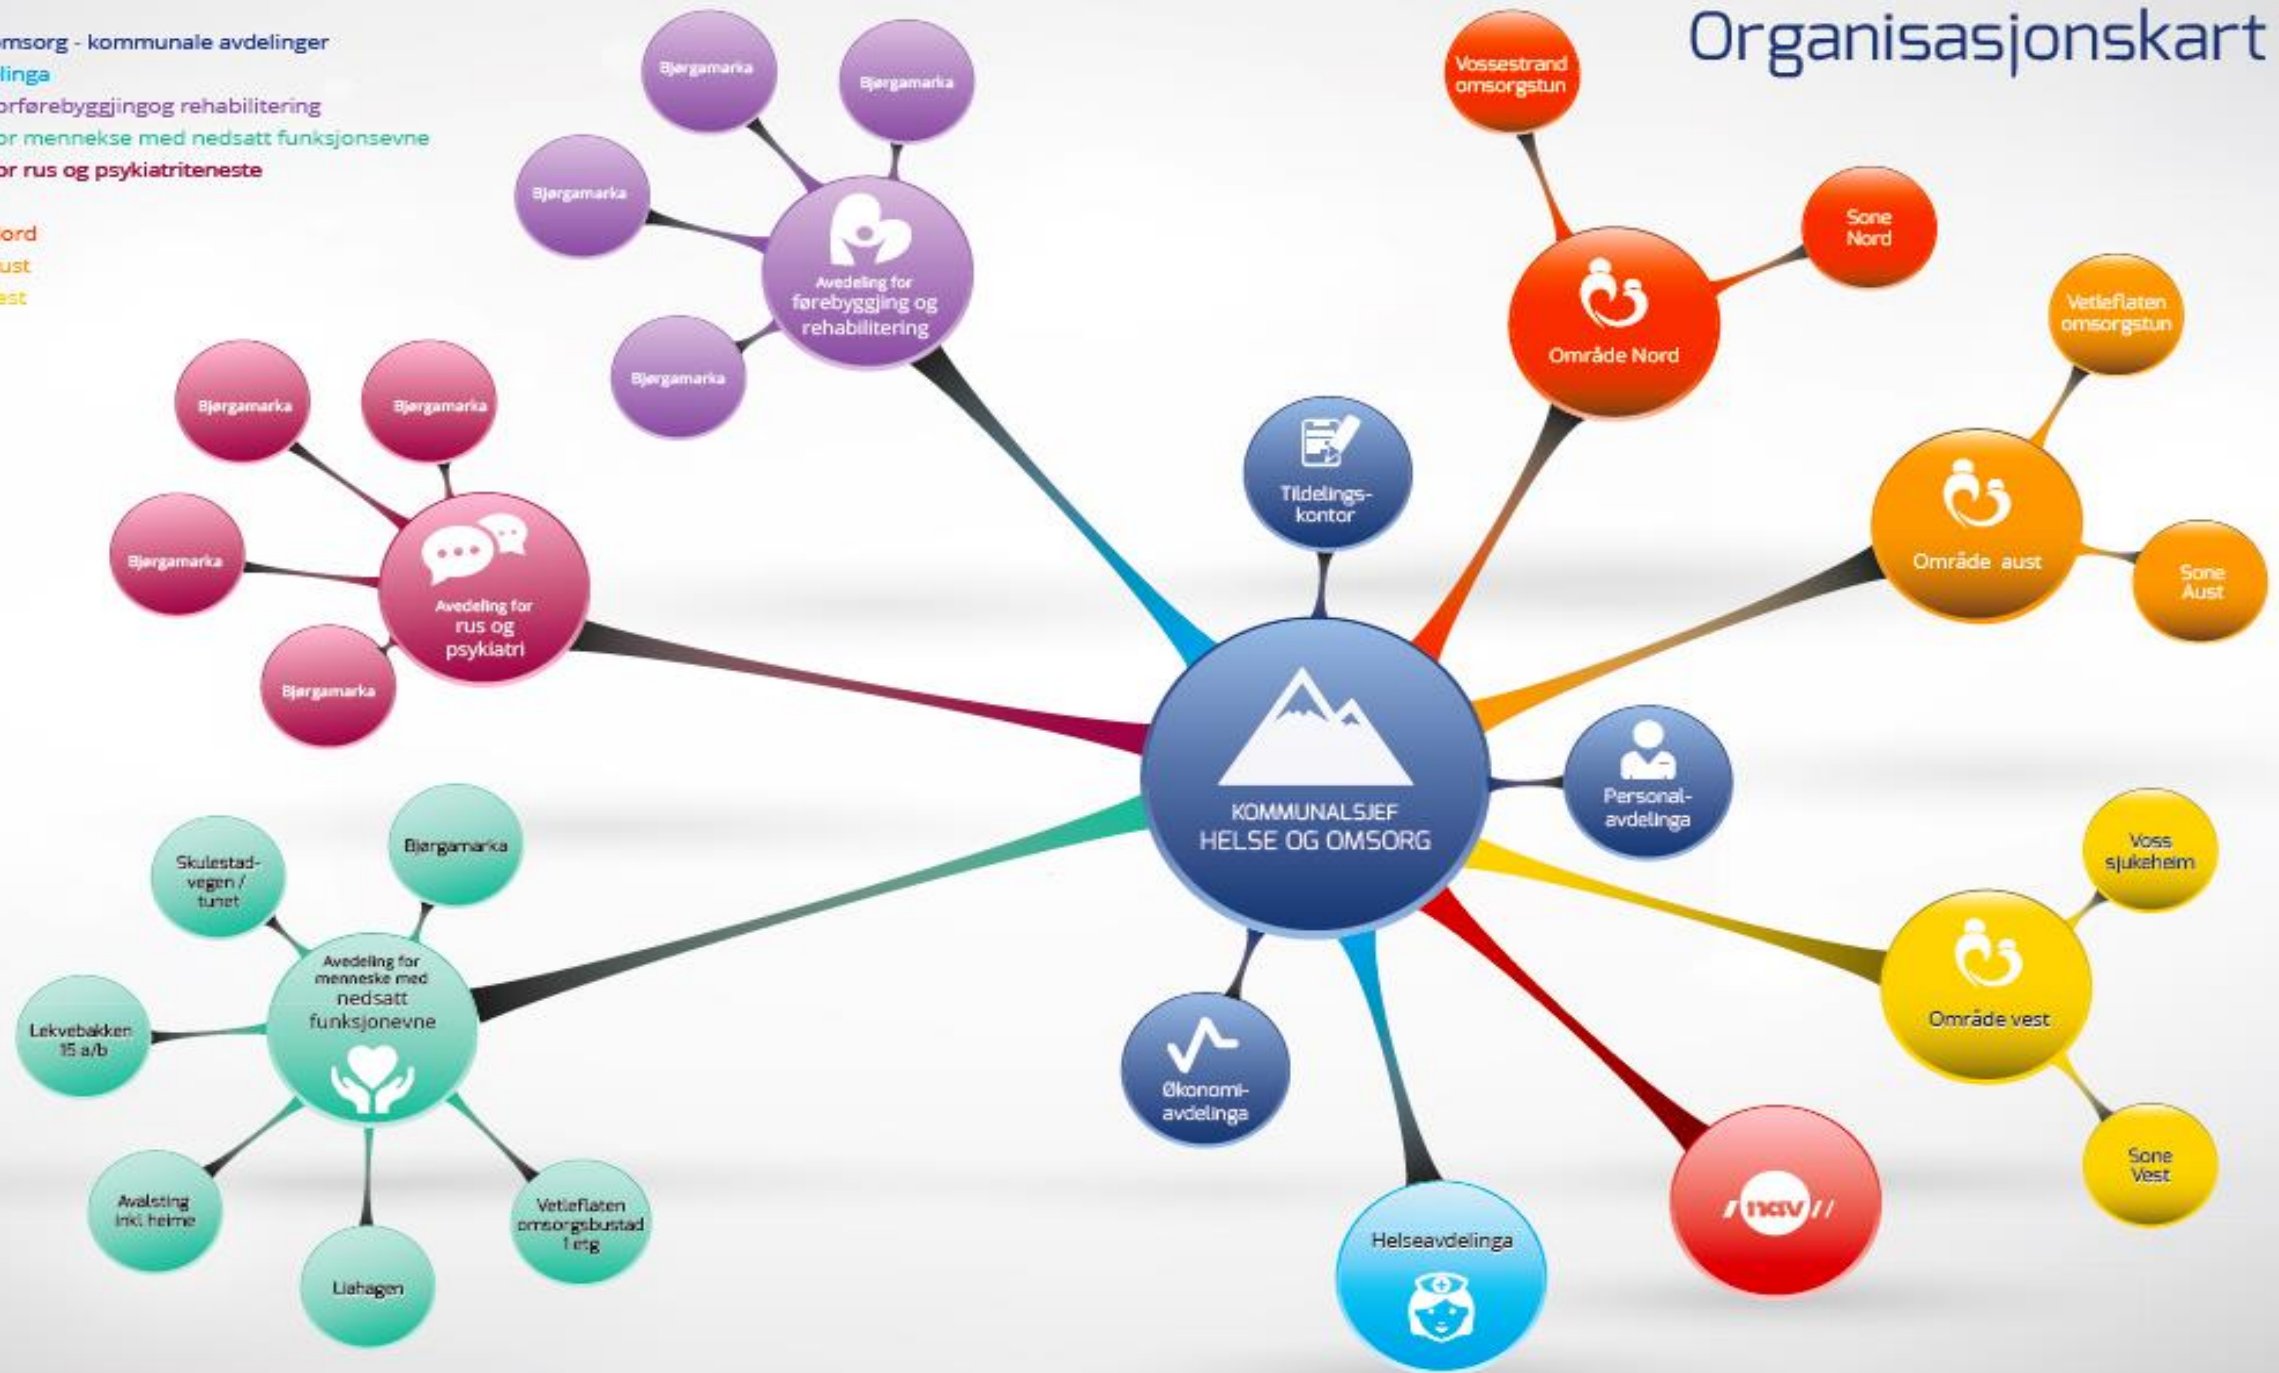 Organisasjonskart
omsorg - kommunale avdelinger
linga
orførebyggjingog rehabilitering
or mennekse med nedsatt funksjonsevne
or rus og psykiatriteneste
ord
ust
est
Bjørgamarka
Bjørgamarka
Bjørgamarka
Bjørgamarka
Avedeling for
førebyggjing og
rehabilitering
Vossestrand
omsorgstun
Sone
Nord
Område Nord
Vetleflaten
omsorgstun
Område aust
Sone
Aust
Bjørgamarka
Bjørgamarka
Bjørgamarka
Bjørgamarka
Avedeling for
rus og
psykiatri
Tildelings-
kontor
KOMMUNALSJEF
HELSE OG OMSORG
Personal-
avdelinga
Økonomi-
avdelinga
Voss
sjukeheim
Område vest
Sone
Vest
Skulestad-
vegen /
tunet
Bjørgamarka
Avedeling for
menneske med
nedsatt
funksjonevne
Lekvebakken
15 a/b
Avalsting
inkl heime
Liahagen
Vetleflaten
omsorgsbustad
1 etg
Helseavdelinga
nav